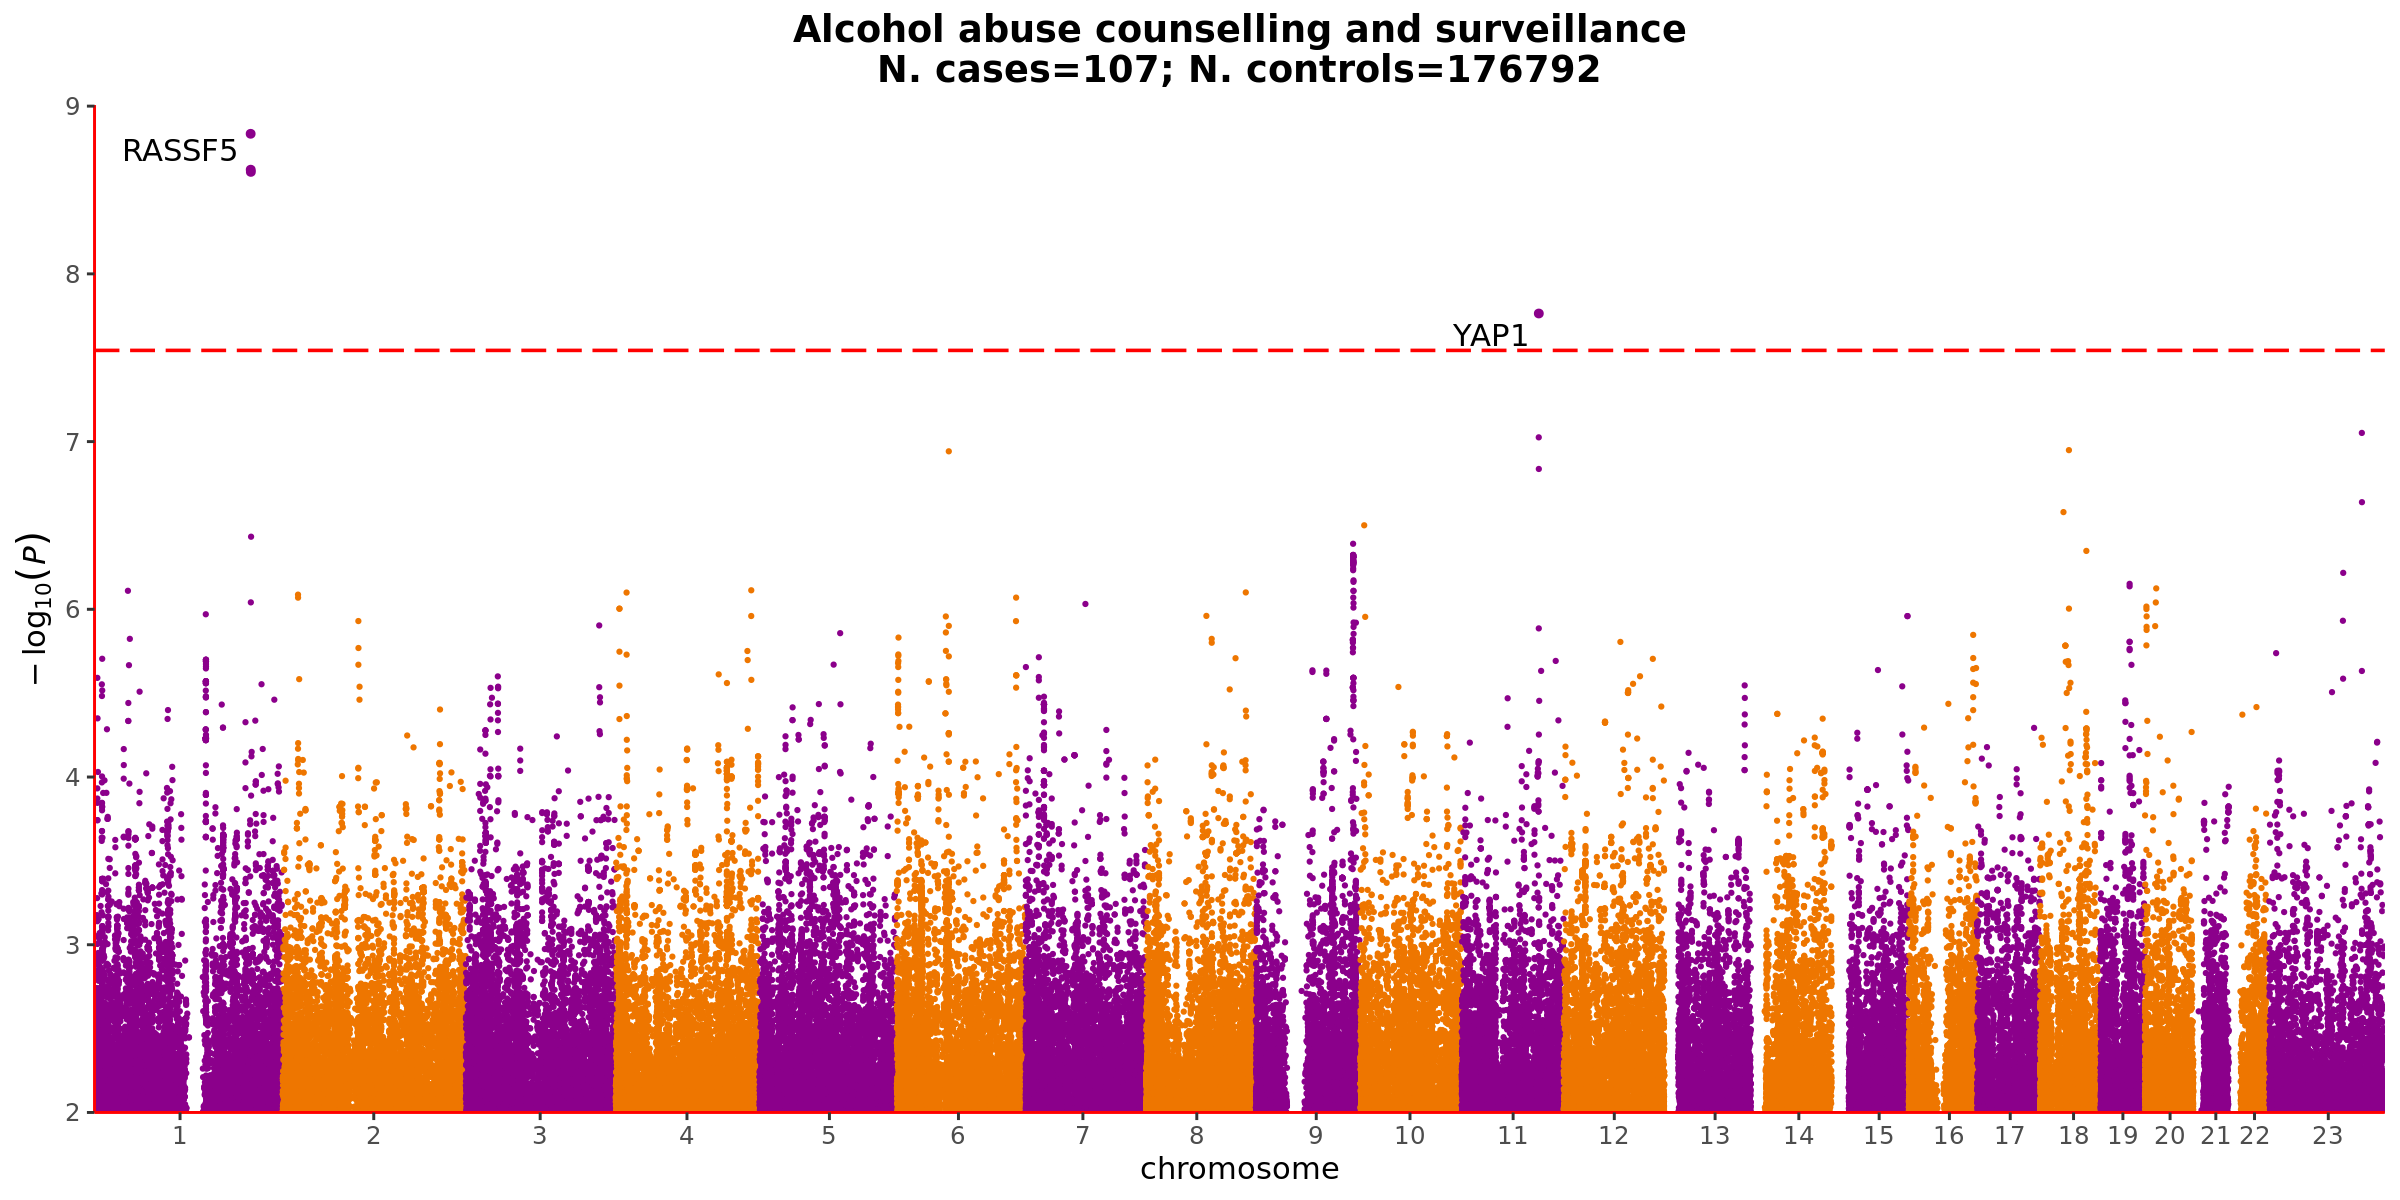 Alcohol abuse counselling and surveillance
N. cases=107; N. controls=176792
9
RASSF5
8
YAP1
7
6
5
4
3
2
−log10(P)
1 2 3 4 5 6 7 8 9 10 11 12 13 14 15 16 17 18 19 20 21 22 23
chromosome